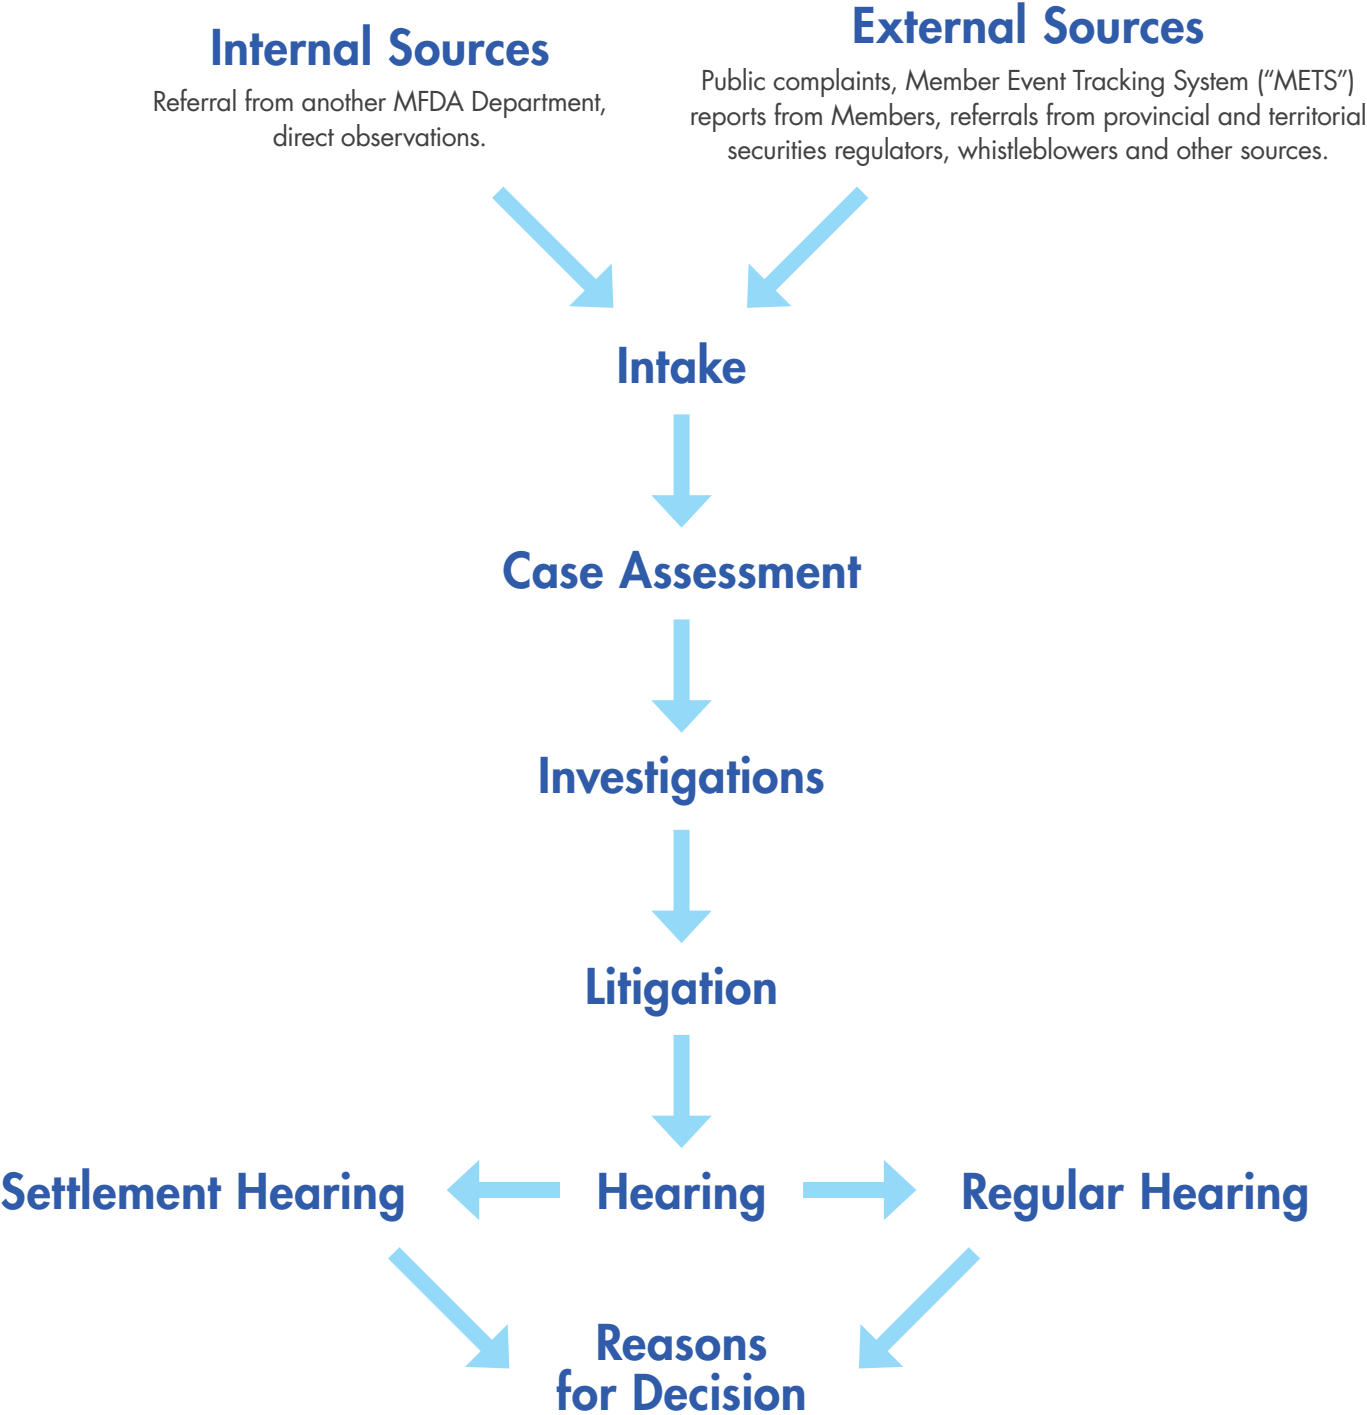 Internal Sources
Referral from another MFDA Department,
direct observations.
External Sources
Public complaints, Member Event Tracking System (“METS”)
reports from Members, referrals from provincial and territorial
securities regulators, whistleblowers and other sources.
Intake
Case Assessment
Investigations
Litigation
Settlement Hearing
Hearing
Regular Hearing
Reasons
for Decision